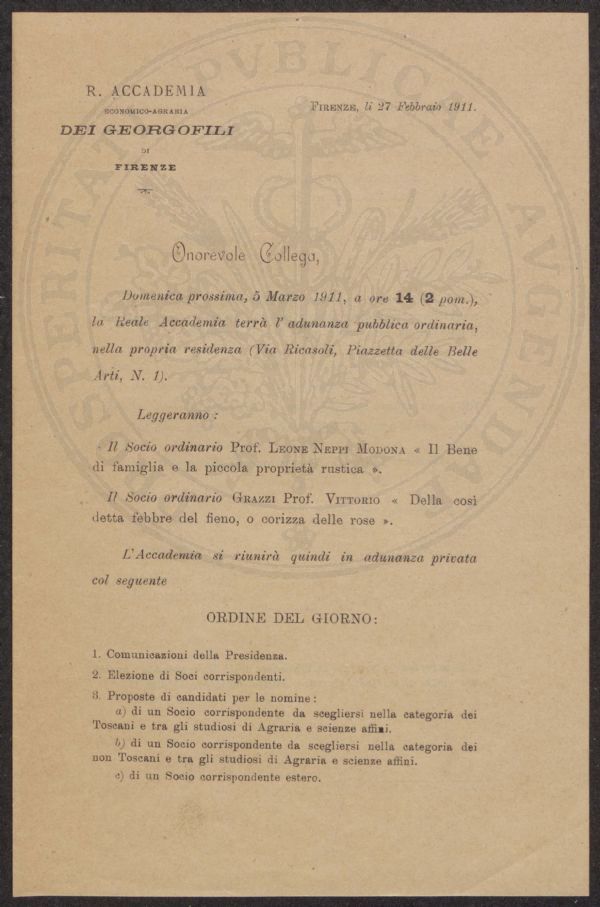 R. ACCADEMIA
ECONOMICO-AGRARIA
DEI GEORGOFILI
DI
FIRENZE
FIRENZE, lì 27 Febbraio 1911.
Onorevole Collega,
Domenica prossima, 5 Marzo 1911, a ore 14 (2 pom.),
la Reale Accademia terrà l' adunanza pubblica ordinaria,
nella propria residenza (Via Ricasoli, Piazzetta delle Belle
Arti, N. 1).
Leggeranno :
Il Socio ordinario Prof. LEONE NEPPI MODONA « Il Bene
di famiglia e la piccola proprietà rustica ».
Il Socio ordinario GRAZZI Prof. VITTORIO « Della così
detta febbre del fieno, o corizza delle rose ».
L'Accademia si riunirà quindi in adunanza privata
col seguente
ORDINE DEL GIORNO:
1. Comunicazioni della Presidenza.
2. Elezione di Soci corrispondenti.
3. Proposte di candidati per le nomine :
a) di un Socio corrispondente da scegliersi nella categoria dei
Toscani e tra gli studiosi di Agraria e scienze affini.
b) di un Socio corrispondente da scegliersi nella categoria dei
non Toscani e tra gli studiosi di Agraria e scienze affini.
c) di un Socio corrispondente estero.
PROSPERITATI PVBLICAE AVGENDAE